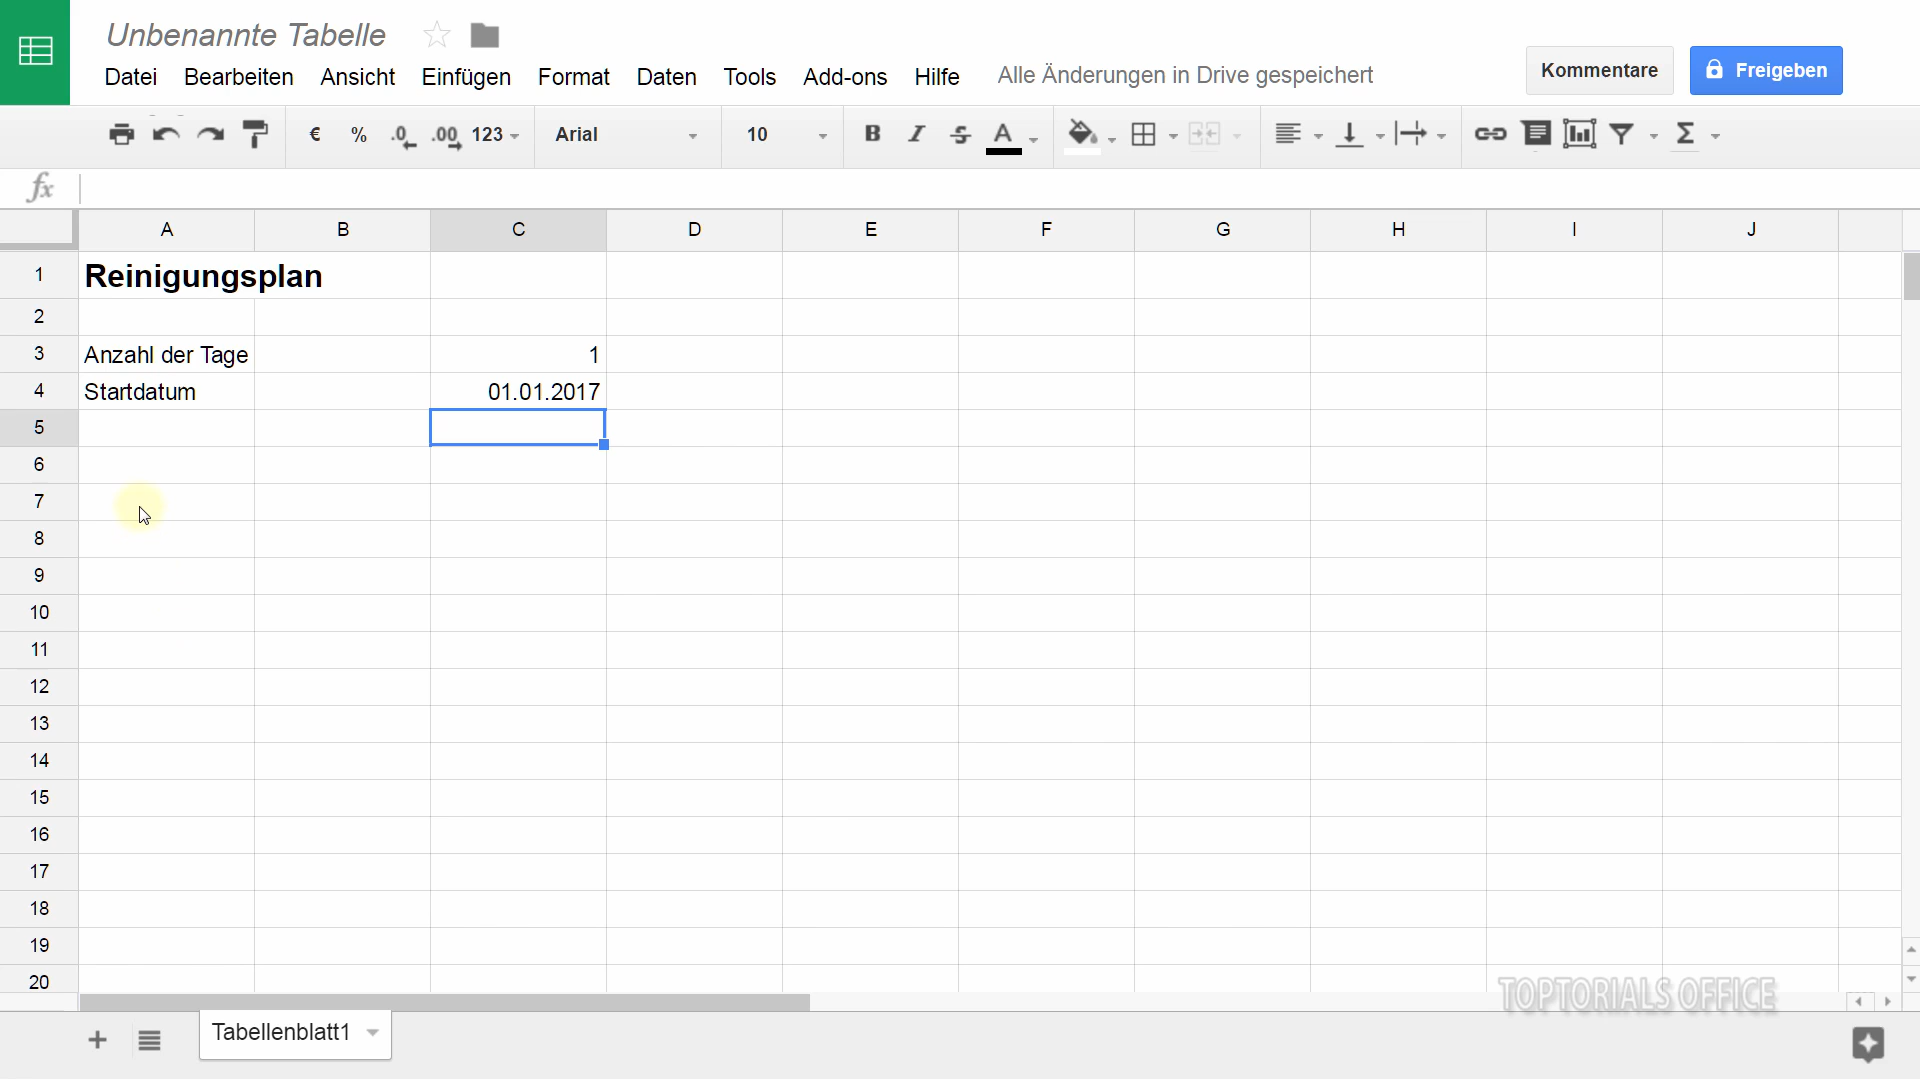 Unbenannte Tabelle
Datei Bearbeiten Ansicht Einfügen Format Daten Tools Add-ons Hilfe Alle Änderungen in Drive gespeichert
Kommentare Freigeben
€ % .0 .00 123 Arial 10 B I S A Σ
fx
A B C D E F G H I J
1 Reinigungsplan
2
3 Anzahl der Tage 1
4 Startdatum 01.01.2017
5
6
7
8
9
10
11
12
13
14
15
16
17
18
19
20
TOPTORIALS OFFICE
+ Tabellenblatt1